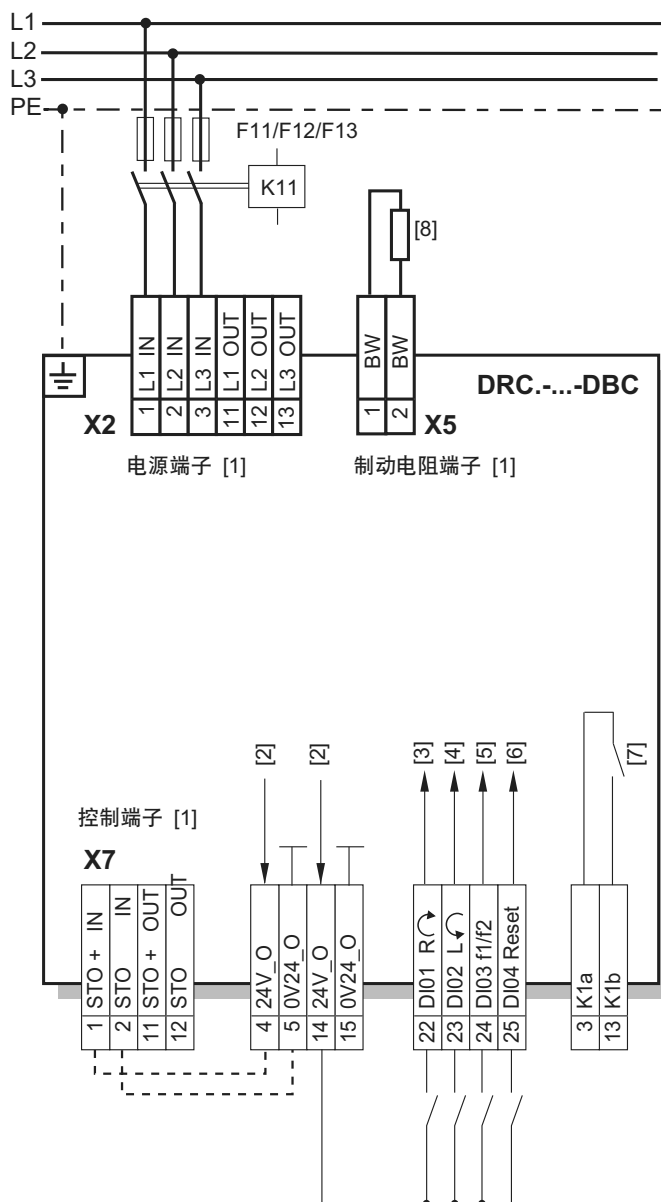 L1
L2
L3
PE
F11/F12/F13
K11
[8]
1 L1 IN
2 L2 IN
3 L3 IN
11 L1 OUT
12 L2 OUT
13 L3 OUT
1 BW
2 BW
DRC.-...-DBC
X2
X5
电源端子 [1]
制动电阻端子 [1]
[2]
[2]
[3]
[4]
[5]
[6]
[7]
控制端子 [1]
X7
1 STO + IN
2 STO IN
11 STO + OUT
12 STO OUT
4 24V_O
5 0V24_O
14 24V_O
15 0V24_O
22 DI01 R
23 DI02 L
24 DI03 f1/f2
25 DI04 Reset
3 K1a
13 K1b